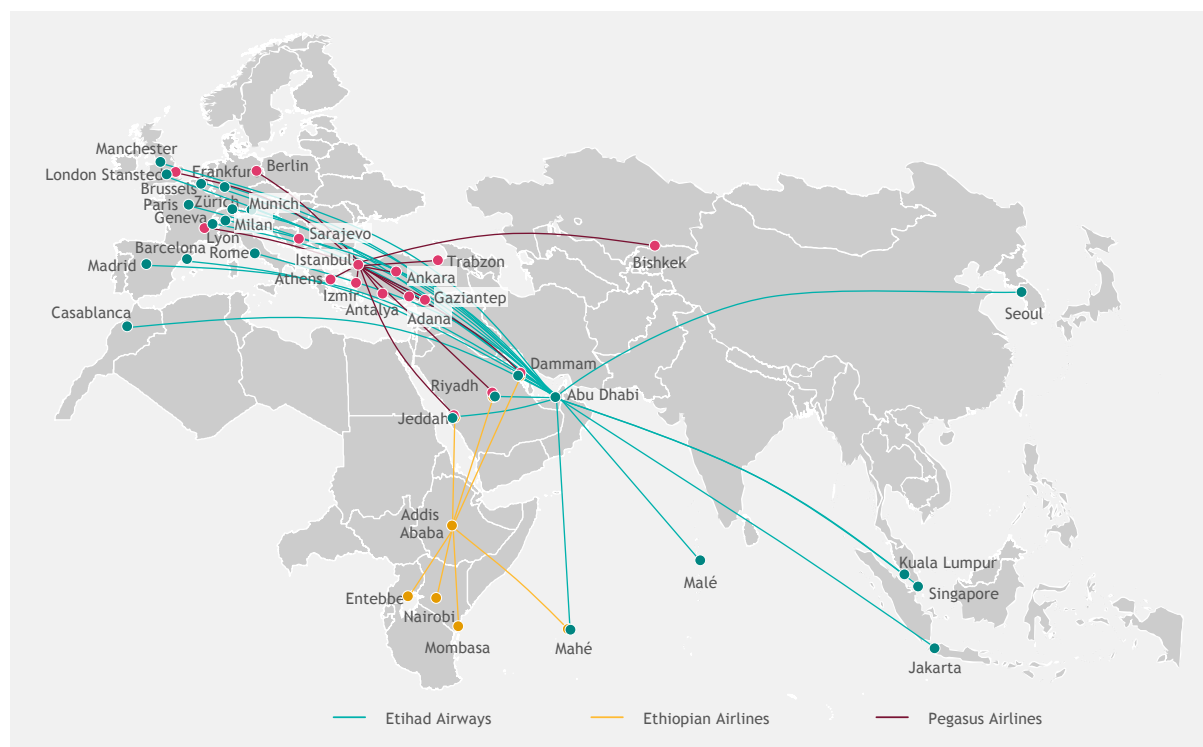 Manchester
London Stansted
Frankfurt
Berlin
Brussels
Paris
Zürich
Munich
Geneva
Milan
Lyon
Sarajevo
Barcelona
Rome
Istanbul
Madrid
Athens
Trabzon
Bishkek
Ankara
Izmir
Gaziantep
Antalya
Adana
Casablanca
Seoul
Dammam
Riyadh
Abu Dhabi
Jeddah
Addis
Ababa
Kuala Lumpur
Malé
Singapore
Entebbe
Nairobi
Mombasa
Mahé
Jakarta
Etihad Airways
Ethiopian Airlines
Pegasus Airlines